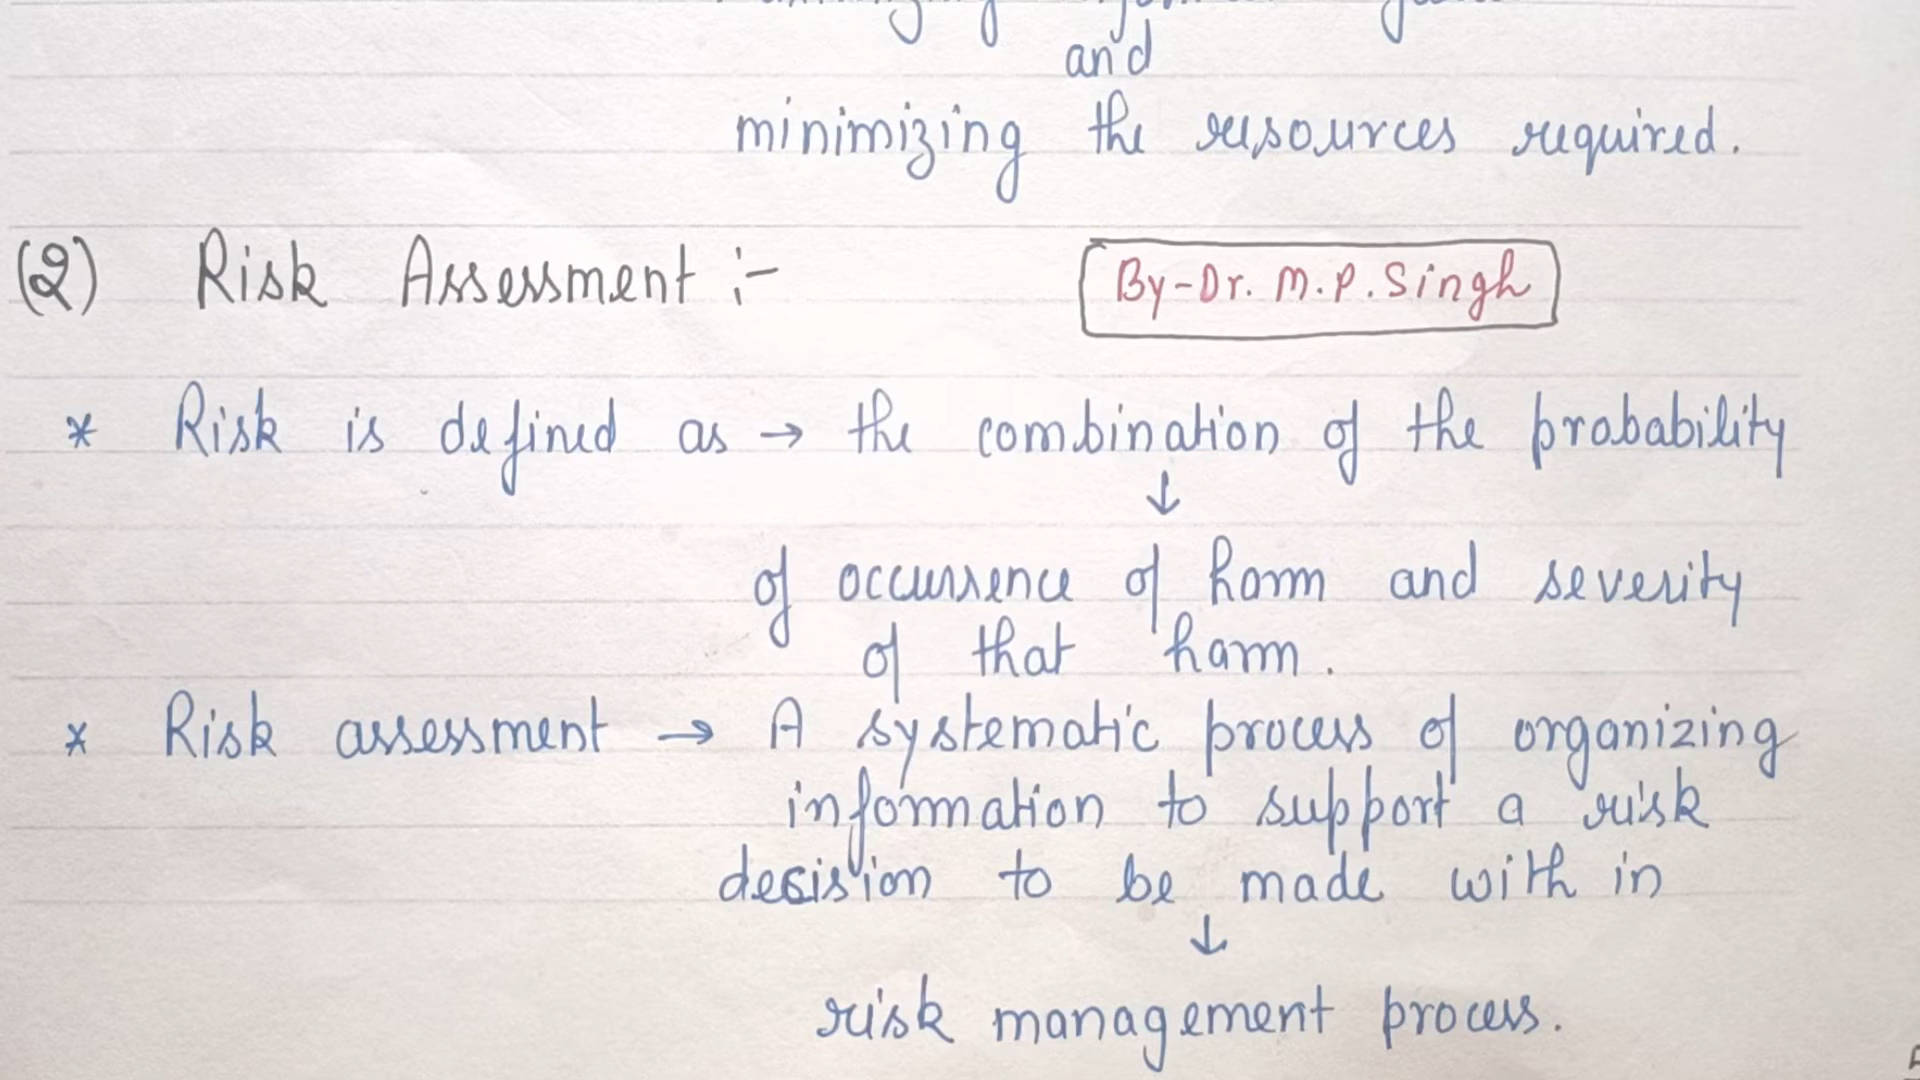 and
minimizing the resources required.
(2) Risk Assessment :-
By-Dr. M.P. Singh
* Risk is defined as → the combination of the probability
↓
of occurrence of harm and severity
of that harm.
* Risk assessment → A systematic process of organizing
information to support a risk
decision to be made with in
↓
risk management process.